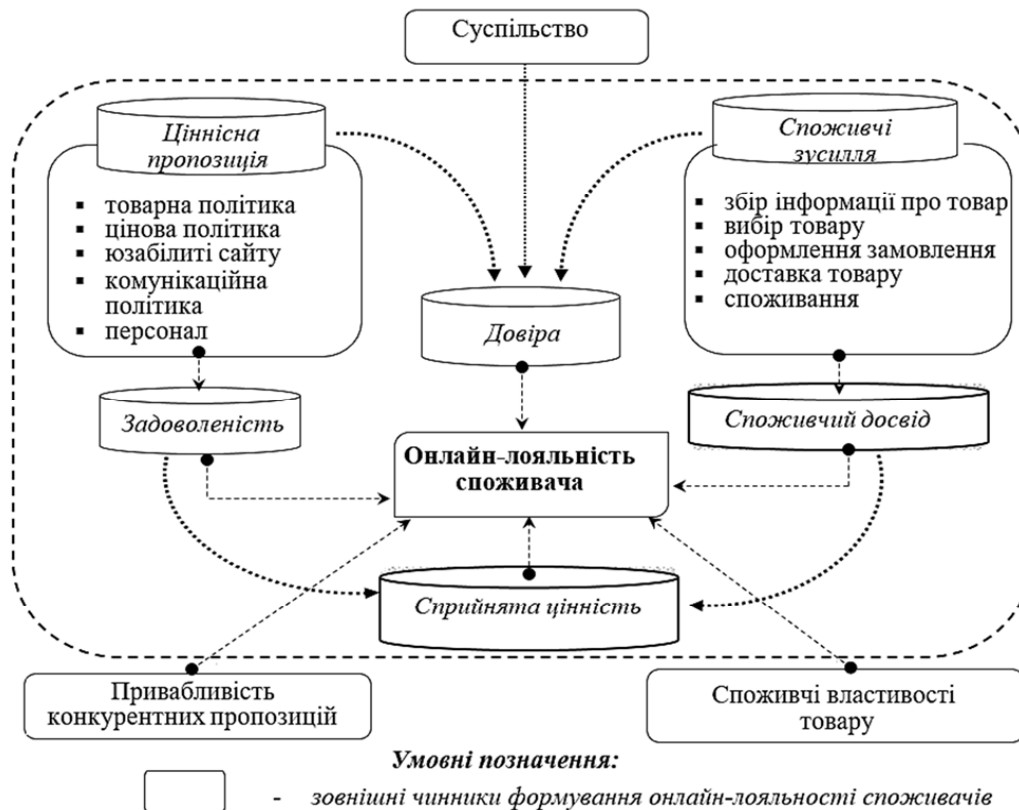 Суспільство
Ціннісна
пропозиція
товарна політика
цінова політика
юзабіліті сайту
комунікаційна
політика
персонал
Споживчі
зусилля
збір інформації про товар
вибір товару
оформлення замовлення
доставка товару
споживання
Довіра
Задоволеність
Споживчий досвід
Онлайн-лояльність
споживача
Сприйнята цінність
Привабливість
конкурентних пропозицій
Споживчі властивості
товару
Умовні позначення:
- зовнішні чинники формування онлайн-лояльності споживачів